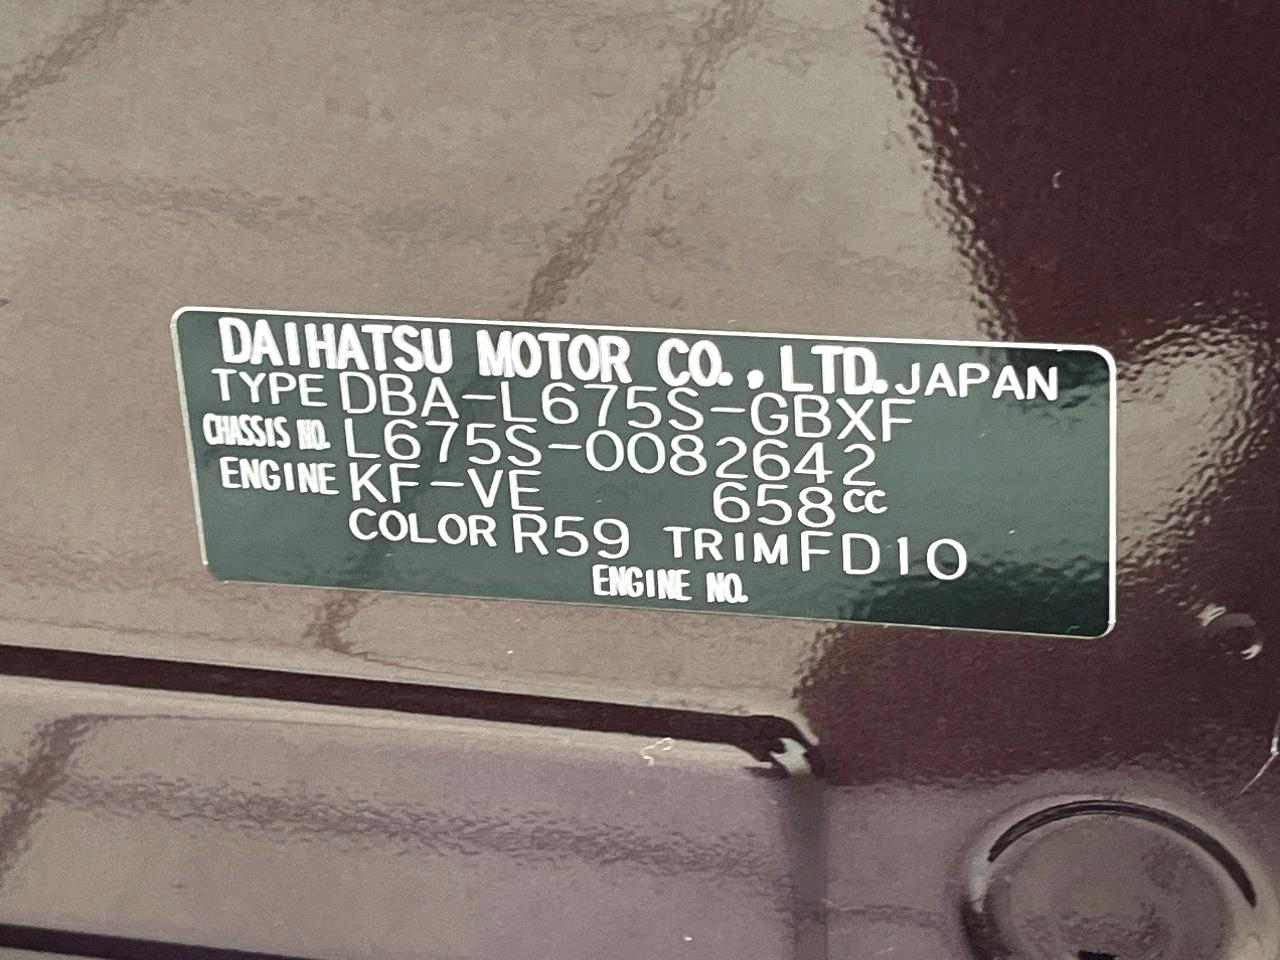 DAIHATSU MOTOR CO.,LTD. JAPAN
TYPE DBA-L675S-GBXF
CHASSIS NO. L675S-0082642
ENGINE KF-VE 658cc
COLOR R59 TRIM FD10
ENGINE NO.